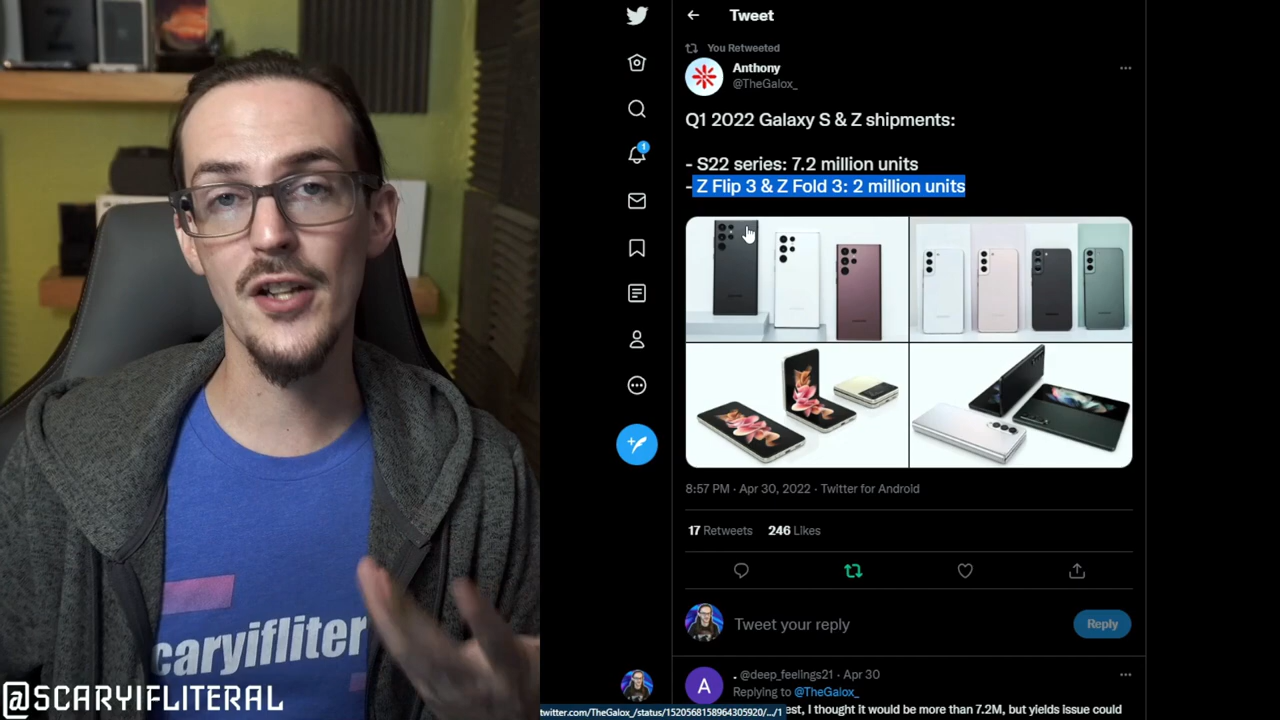 Tweet
You Retweeted
Anthony
@TheGalox_
Q1 2022 Galaxy S & Z shipments:
- S22 series: 7.2 million units
- Z Flip 3 & Z Fold 3: 2 million units
1
8:57 PM · Apr 30, 2022 · Twitter for Android
17 Retweets 246 Likes
Tweet your reply
Reply
caryifliter
A
. @deep_feelings21 · Apr 30
Replying to @TheGalox_
@SCARYIFLITERAL
twitter.com/TheGalox_/status/1520568158964305920/.../1
est, I thought it would be more than 7.2M, but yields issue could